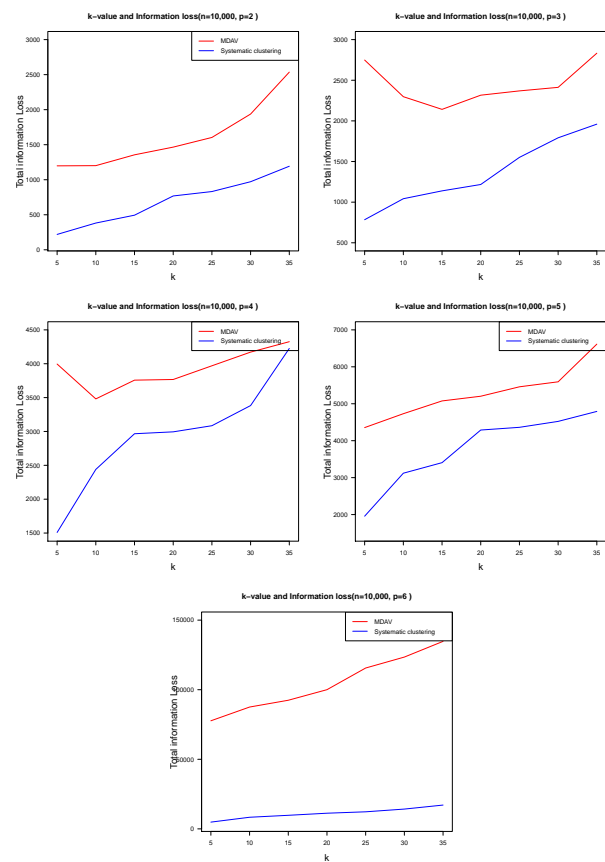 k-value and Information loss(n=10,000, p=2 )
Total information Loss
3000
2500
2000
1500
1000
500
0
MDAV
Systematic clustering
5 10 15 20 25 30 35
k
k-value and Information loss(n=10,000, p=3 )
Total information Loss
3000
2500
2000
1500
1000
500
MDAV
Systematic clustering
5 10 15 20 25 30 35
k
k-value and Information loss(n=10,000, p=4 )
Total information Loss
4500
4000
3500
3000
2500
2000
1500
MDAV
Systematic clustering
5 10 15 20 25 30 35
k
k-value and Information loss(n=10,000, p=5 )
Total information Loss
7000
6000
5000
4000
3000
2000
MDAV
Systematic clustering
5 10 15 20 25 30 35
k
k-value and Information loss(n=10,000, p=6 )
Total information Loss
150000
0
MDAV
Systematic clustering
5 10 15 20 25 30 35
k